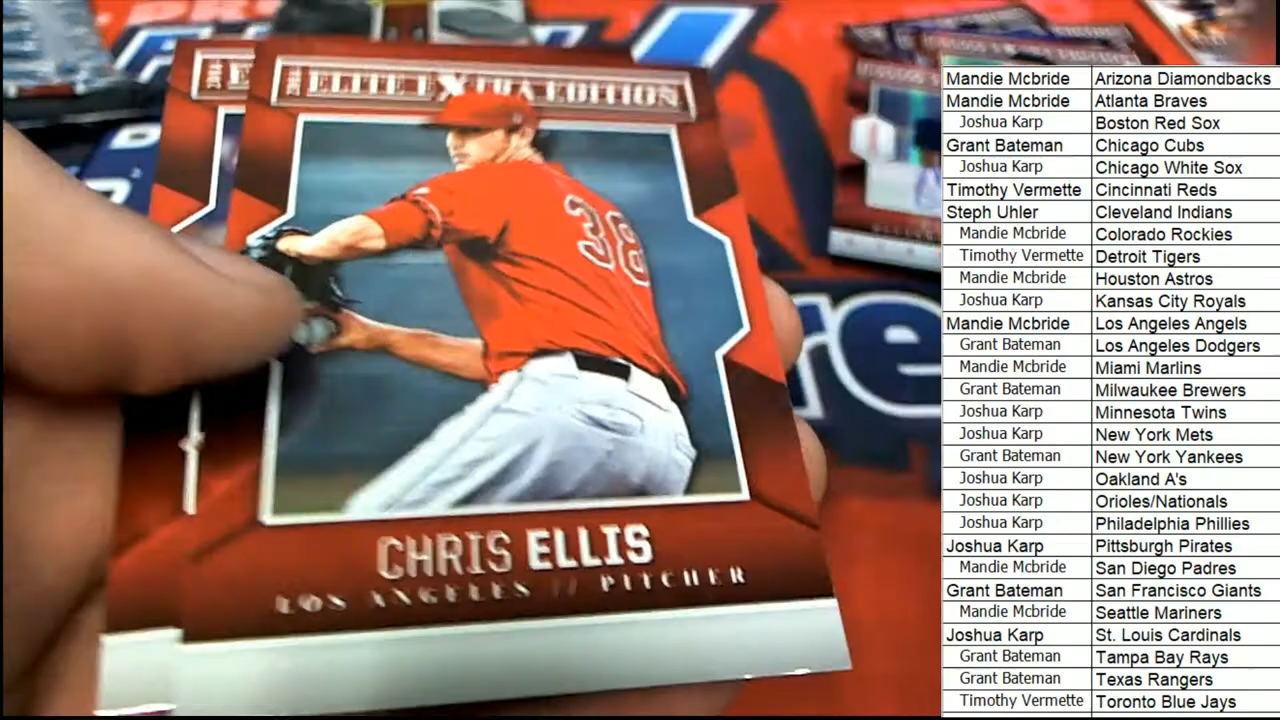 ELITE EXTRA EDITION
38
CHRIS ELLIS
LOS ANGELES // PITCHER
re
Mandie Mcbride Arizona Diamondbacks
Mandie Mcbride Atlanta Braves
Joshua Karp Boston Red Sox
Grant Bateman Chicago Cubs
Joshua Karp Chicago White Sox
Timothy Vermette Cincinnati Reds
Steph Uhler Cleveland Indians
Mandie Mcbride Colorado Rockies
Timothy Vermette Detroit Tigers
Mandie Mcbride Houston Astros
Joshua Karp Kansas City Royals
Mandie Mcbride Los Angeles Angels
Grant Bateman Los Angeles Dodgers
Mandie Mcbride Miami Marlins
Grant Bateman Milwaukee Brewers
Joshua Karp Minnesota Twins
Joshua Karp New York Mets
Grant Bateman New York Yankees
Joshua Karp Oakland A's
Joshua Karp Orioles/Nationals
Joshua Karp Philadelphia Phillies
Joshua Karp Pittsburgh Pirates
Mandie Mcbride San Diego Padres
Grant Bateman San Francisco Giants
Mandie Mcbride Seattle Mariners
Joshua Karp St. Louis Cardinals
Grant Bateman Tampa Bay Rays
Grant Bateman Texas Rangers
Timothy Vermette Toronto Blue Jays